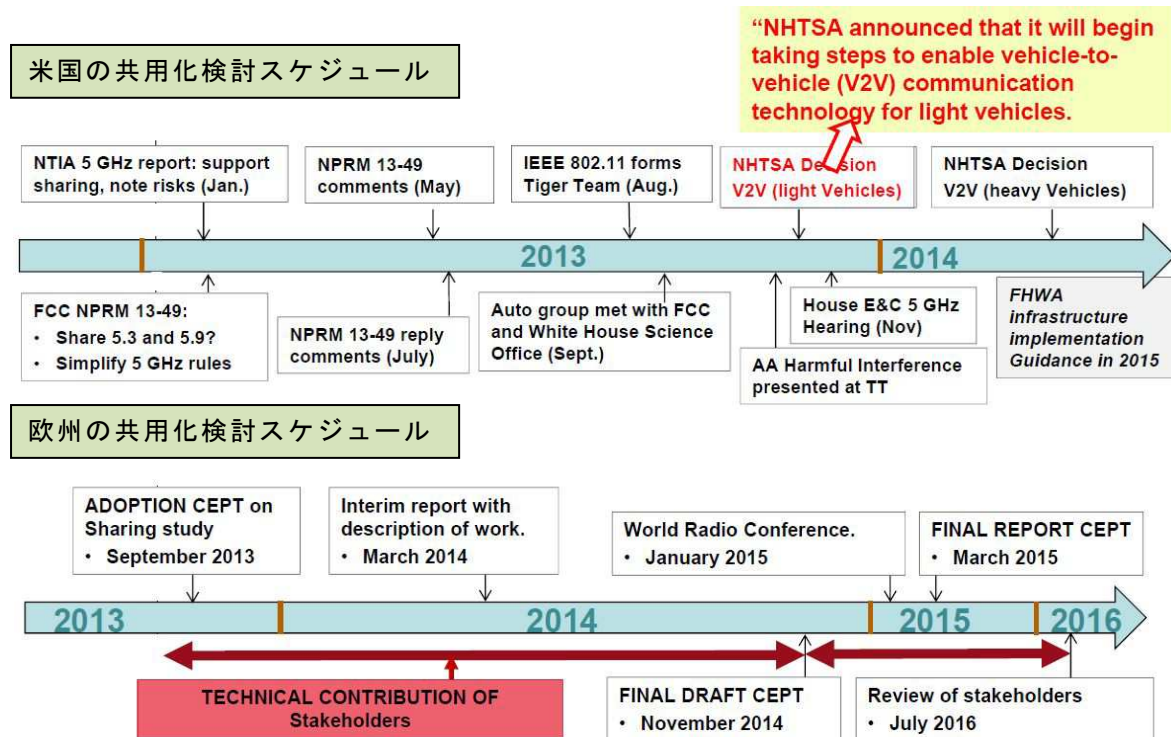 “NHTSA announced that it will begin
taking steps to enable vehicle-to-
vehicle (V2V) communication
technology for light vehicles.
米国の共用化検討スケジュール
NTIA 5 GHz report: support
sharing, note risks (Jan.)
NPRM 13-49
comments (May)
IEEE 802.11 forms
Tiger Team (Aug.)
NHTSA
V2V (light Vehicles)
NHTSA Decision
V2V (heavy Vehicles)
2013
2014
FCC NPRM 13-49:
• Share 5.3 and 5.9?
• Simplify 5 GHz rules
NPRM 13-49 reply
comments (July)
Auto group met with FCC
and White House Science
Office (Sept.)
House E&C 5 GHz
Hearing (Nov)
AA Harmful Interference
presented at TT
FHWA
infrastructure
implementation
Guidance in 2015
欧州の共用化検討スケジュール
ADOPTION CEPT on
Sharing study
• September 2013
Interim report with
description of work.
• March 2014
World Radio Conference.
• January 2015
FINAL REPORT CEPT
• March 2015
2013
2014
2015
2016
TECHNICAL CONTRIBUTION OF
Stakeholders
FINAL DRAFT CEPT
• November 2014
Review of stakeholders
• July 2016